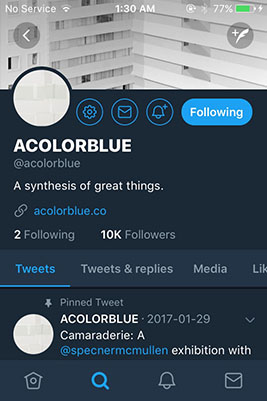 No Service 1:30 AM 77%
Following
ACOLORBLUE
@acolorblue
A synthesis of great things.
acolorblue.co
2 Following 10K Followers
Tweets Tweets & replies Media Lik
Pinned Tweet
ACOLORBLUE · 2017-01-29
Camaraderie: A
@specnermcmullen exhibition with